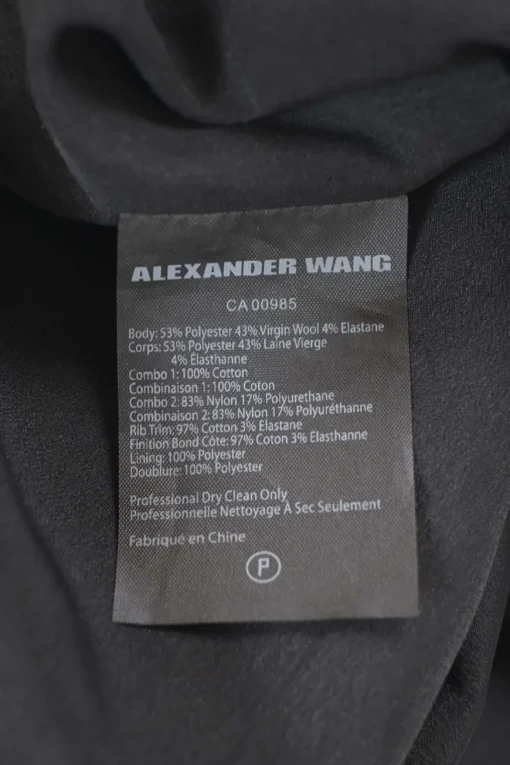 ALEXANDER WANG
CA 00985
Body: 53% Polyester 43% Virgin Wool 4% Elastane
Corps: 53% Polyester 43% Laine Vierge
4% Élasthanne
Combo 1: 100% Cotton
Combinaison 1: 100% Coton
Combo 2: 83% Nylon 17% Polyurethane
Combinaison 2: 83% Nylon 17% Polyuréthanne
Rib Trim: 97% Cotton 3% Elastane
Finition Bond Côte: 97% Coton 3% Élasthanne
Lining: 100% Polyester
Doublure: 100% Polyester
Professional Dry Clean Only
Professionnelle Nettoyage À Sec Seulement
Fabriqué en Chine
P